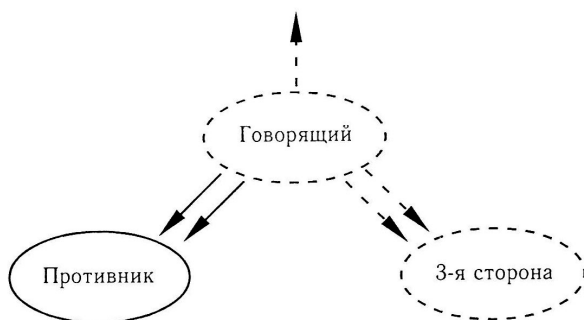 Говорящий
Противник
3-я сторона